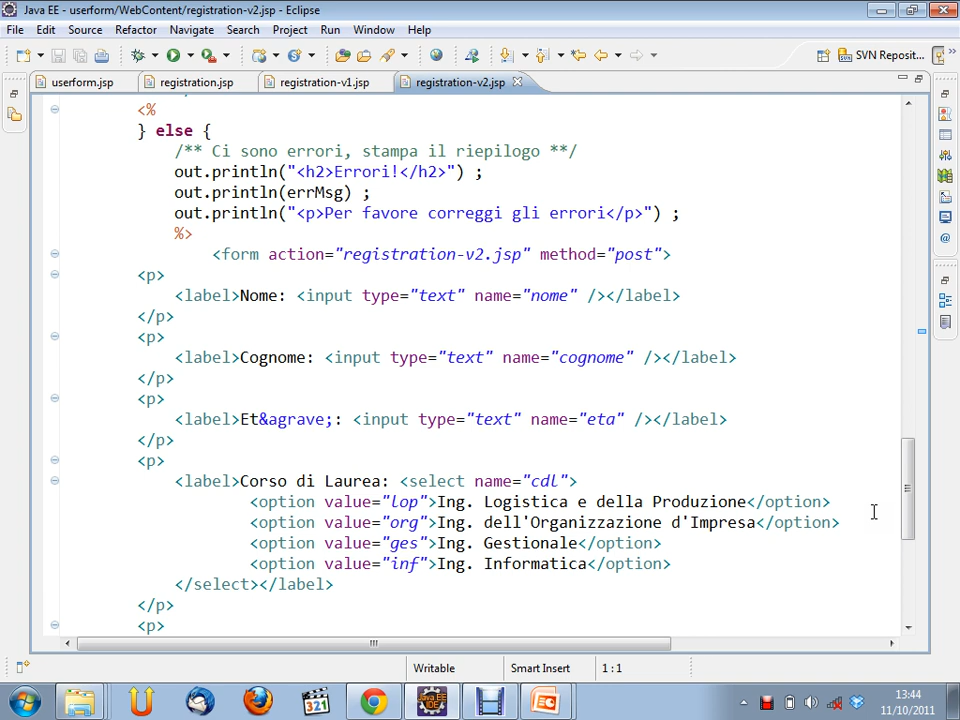 Java EE - userform/WebContent/registration-v2.jsp - Eclipse
File Edit Source Refactor Navigate Search Project Run Window Help
SVN Reposit...
userform.jsp registration.jsp registration-v1.jsp registration-v2.jsp
<%
} else {
/** Ci sono errori, stampa il riepilogo **/
out.println("<h2>Errori!</h2>") ;
out.println(errMsg) ;
out.println("<p>Per favore correggi gli errori</p>") ;
%>
<form action="registration-v2.jsp" method="post">
<p>
<label>Nome: <input type="text" name="nome" /></label>
</p>
<p>
<label>Cognome: <input type="text" name="cognome" /></label>
</p>
<p>
<label>Et&agrave;: <input type="text" name="eta" /></label>
</p>
<p>
<label>Corso di Laurea: <select name="cdl">
<option value="lop">Ing. Logistica e della Produzione</option>
<option value="org">Ing. dell'Organizzazione d'Impresa</option>
<option value="ges">Ing. Gestionale</option>
<option value="inf">Ing. Informatica</option>
</select></label>
</p>
<p>
Writable Smart Insert 1 : 1
321 Java EE IDE 13:44
11/10/2011